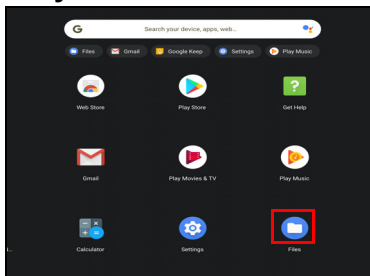 Search your device, apps, web...
Files Gmail Google Keep Settings Play Music
Web Store Play Store Get Help
Gmail Play Movies & TV Play Music
i... Calculator Settings Files